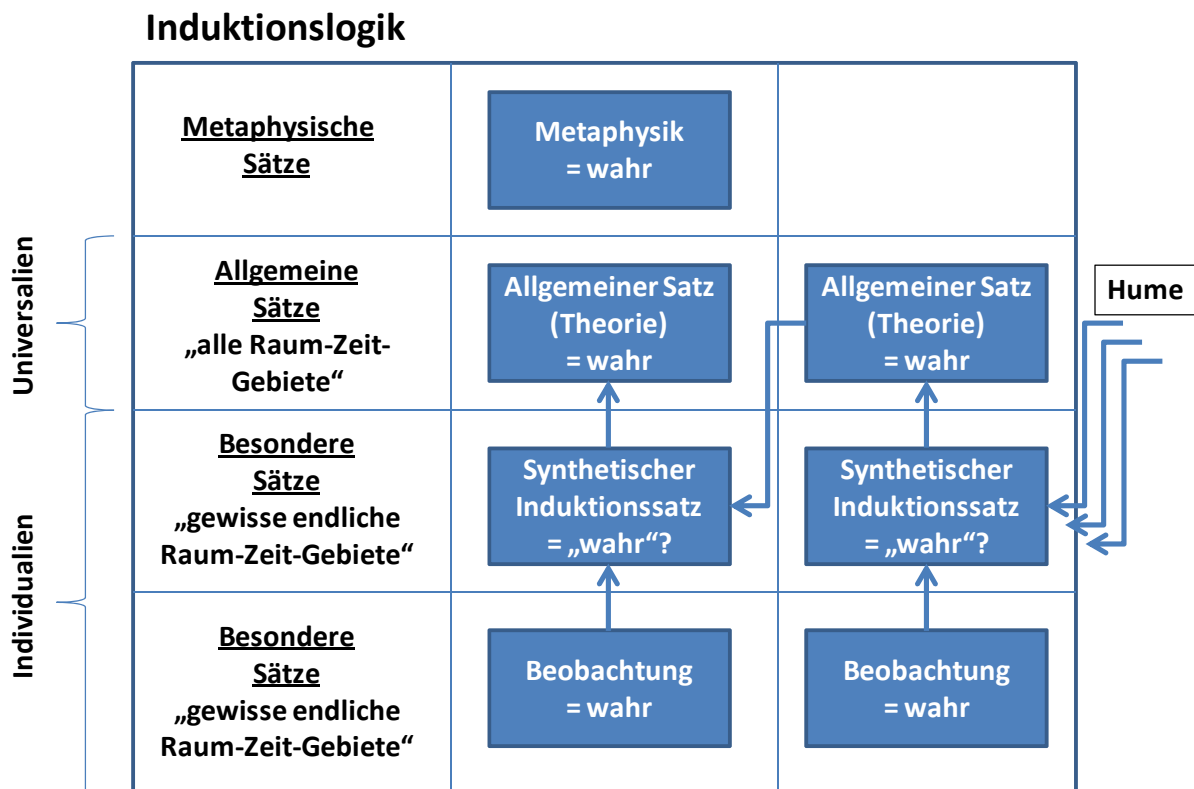 Induktionslogik
Metaphysische
Sätze
Metaphysik
= wahr
Universalien
Allgemeine
Sätze
„alle Raum-Zeit-
Gebiete“
Allgemeiner Satz
(Theorie)
= wahr
Allgemeiner Satz
(Theorie)
= wahr
Hume
Individualien
Besondere
Sätze
„gewisse endliche
Raum-Zeit-Gebiete“
Synthetischer
Induktionssatz
= „wahr“?
Synthetischer
Induktionssatz
= „wahr“?
Besondere
Sätze
„gewisse endliche
Raum-Zeit-Gebiete“
Beobachtung
= wahr
Beobachtung
= wahr